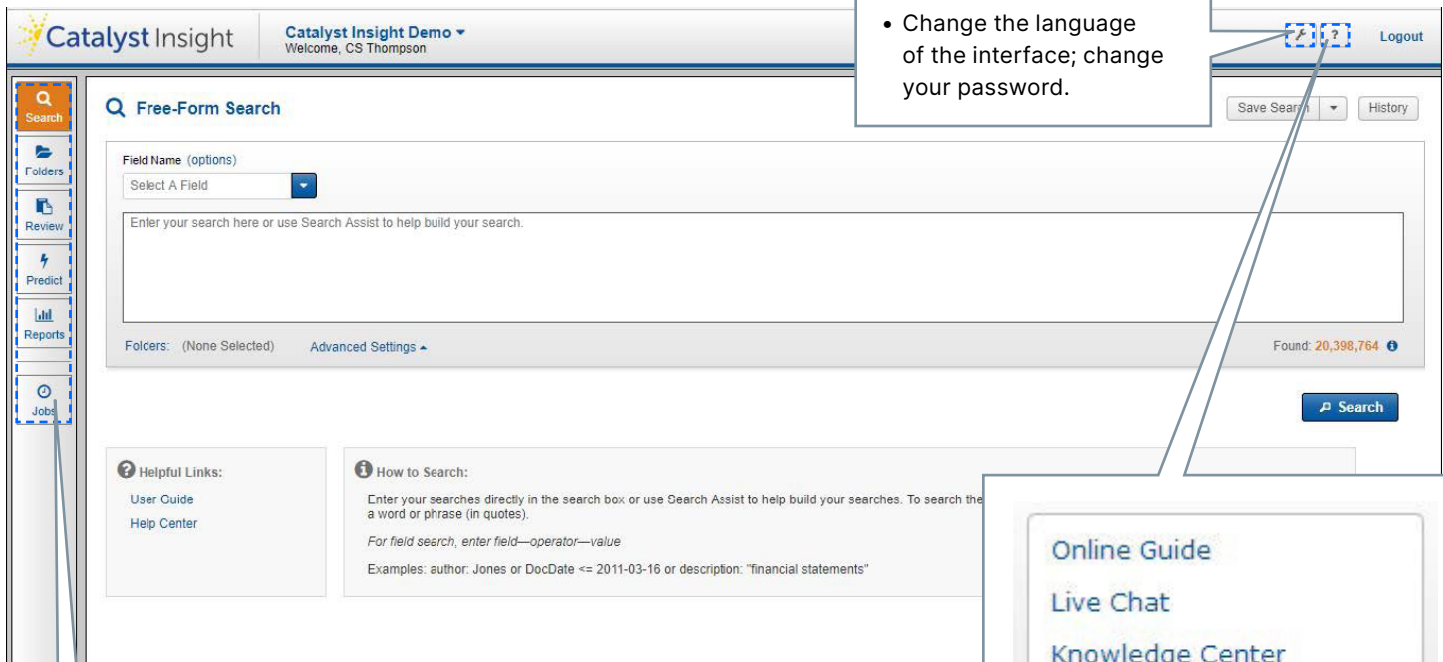 • Change the language
of the interface; change
your password.
Catalyst Insight
Catalyst Insight Demo
Welcome, CS Thompson
?
Logout
Search
Folders
Review
Predict
Reports
Jobs
Free-Form Search
Save Search
History
Field Name (options)
Select A Field
Enter your search here or use Search Assist to help build your search.
Folcers: (None Selected) Advanced Settings
Found: 20,398,764
Search
Helpful Links:
User Guide
Help Center
How to Search:
Enter your searches directly in the search box or use Search Assist to help build your searches. To search the
a word or phrase (in quotes).
For field search, enter field—operator—value
Examples: author: Jones or DocDate <= 2011-03-16 or description: "financial statements"
Online Guide
Live Chat
Knowledge Center